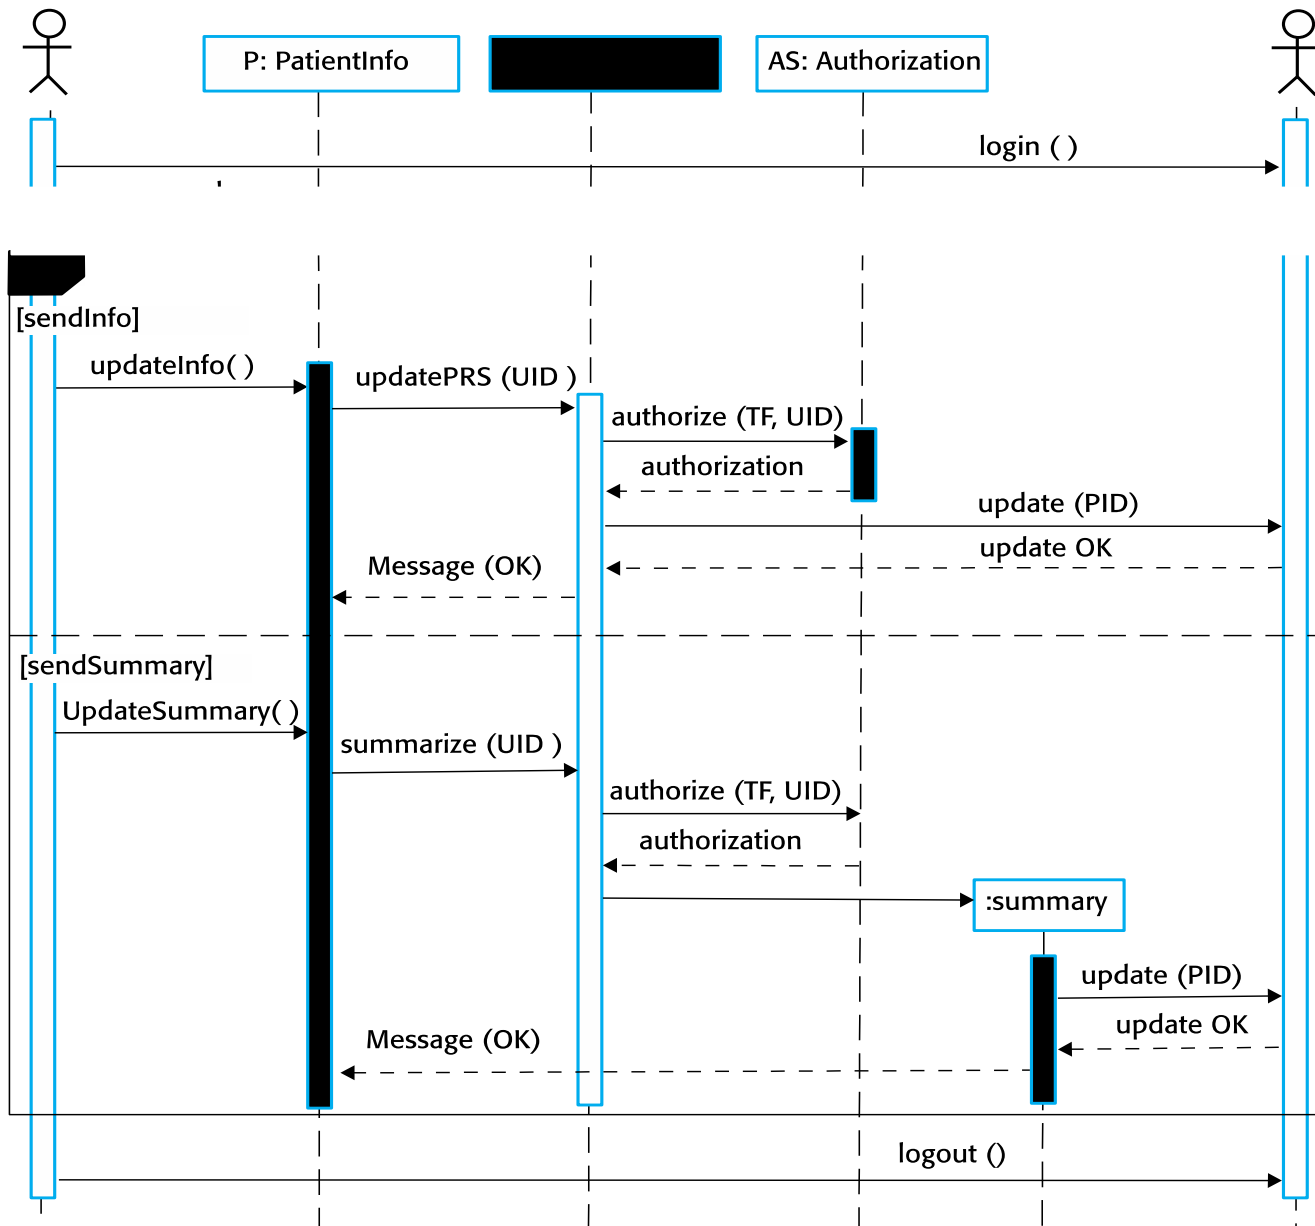 P: PatientInfo
AS: Authorization
login ( )
[sendInfo]
updateInfo( )
updatePRS (UID )
authorize (TF, UID)
authorization
update (PID)
update OK
Message (OK)
[sendSummary]
UpdateSummary( )
summarize (UID )
authorize (TF, UID)
authorization
:summary
update (PID)
update OK
Message (OK)
logout ()